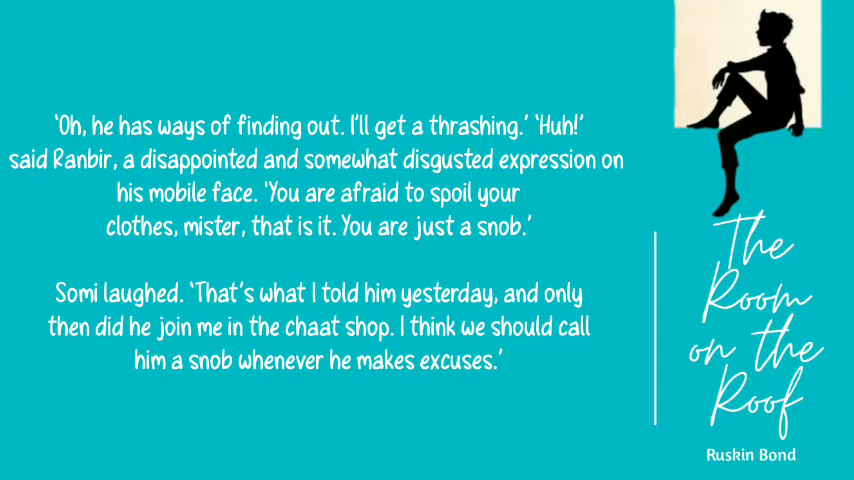 ‘Oh, he has ways of finding out. I’ll get a thrashing.’ ‘Huh!’
said Ranbir, a disappointed and somewhat disgusted expression on
his mobile face. 'You are afraid to spoil your
clothes, mister, that is it. You are just a snob.’
Somi laughed. ‘That’s what I told him yesterday, and only
then did he join me in the chaat shop. I think we should call
him a snob whenever he makes excuses.’
The
Room
on the
Roof
Ruskin Bond